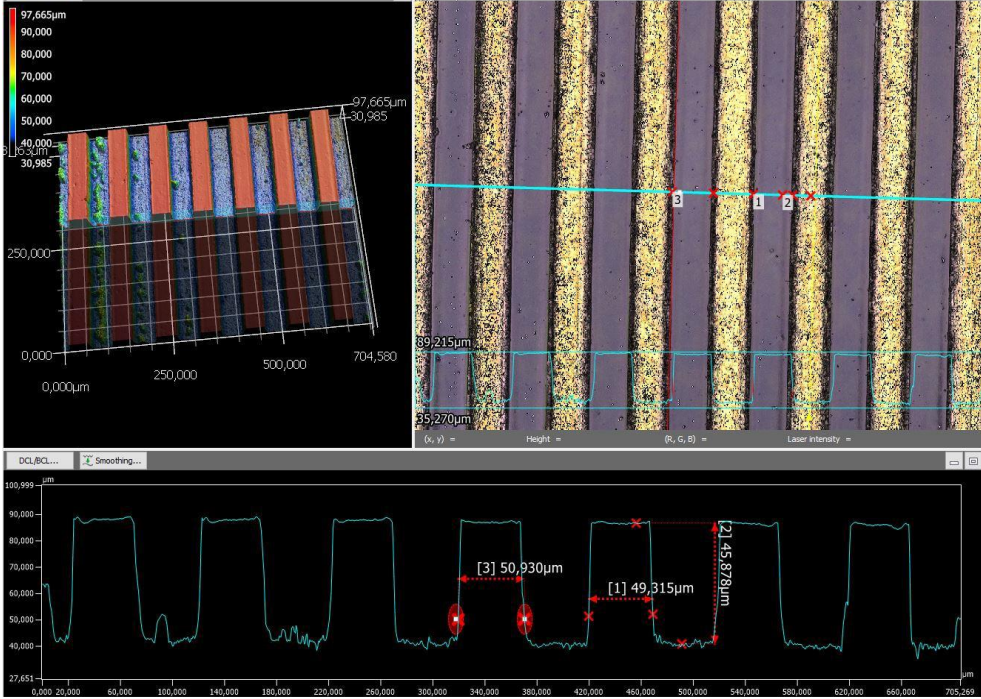 97,665µm
90,000
80,000
70,000
60,000
50,000
40,000
30,985
97,665µm
30,985
250,000
0,000
0,000µm
250,000
500,000
704,580
3
1
2
89,215µm
35,270µm
(x, y) =
Height =
(R, G, B) =
Laser intensity =
DCL/BCL...
Smoothing...
µm
100,999
90,000
80,000
70,000
60,000
50,000
40,000
27,651
[3] 50,930µm
[1] 49,315µm
[2] 45,878µm
µm
0,000 20,000 60,000 100,000 140,000 180,000 220,000 260,000 300,000 340,000 380,000 420,000 460,000 500,000 540,000 580,000 620,000 660,000 705,269